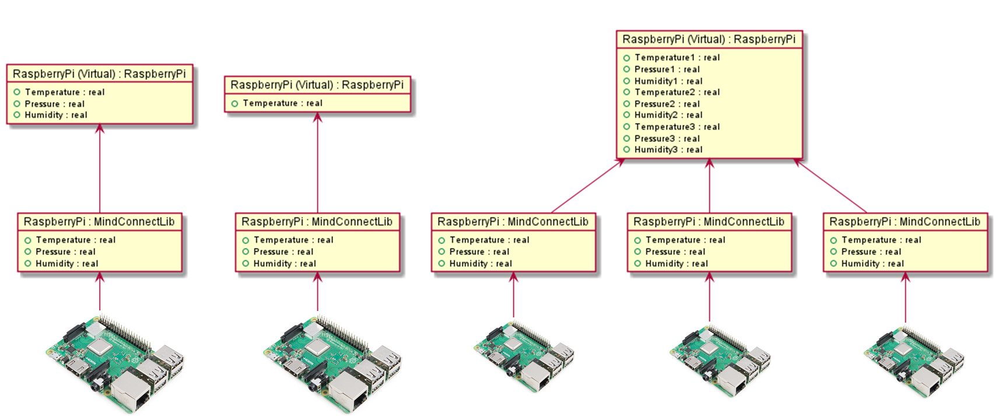 RaspberryPi (Virtual) : RaspberryPi
Temperature : real
Pressure : real
Humidity : real
RaspberryPi (Virtual) : RaspberryPi
Temperature : real
RaspberryPi (Virtual) : RaspberryPi
Temperature1 : real
Pressure1 : real
Humidity1 : real
Temperature2 : real
Pressure2 : real
Humidity2 : real
Temperature3 : real
Pressure3 : real
Humidity3 : real
RaspberryPi : MindConnectLib
Temperature : real
Pressure : real
Humidity : real
RaspberryPi : MindConnectLib
Temperature : real
Pressure : real
Humidity : real
RaspberryPi : MindConnectLib
Temperature : real
Pressure : real
Humidity : real
RaspberryPi : MindConnectLib
Temperature : real
Pressure : real
Humidity : real
RaspberryPi : MindConnectLib
Temperature : real
Pressure : real
Humidity : real